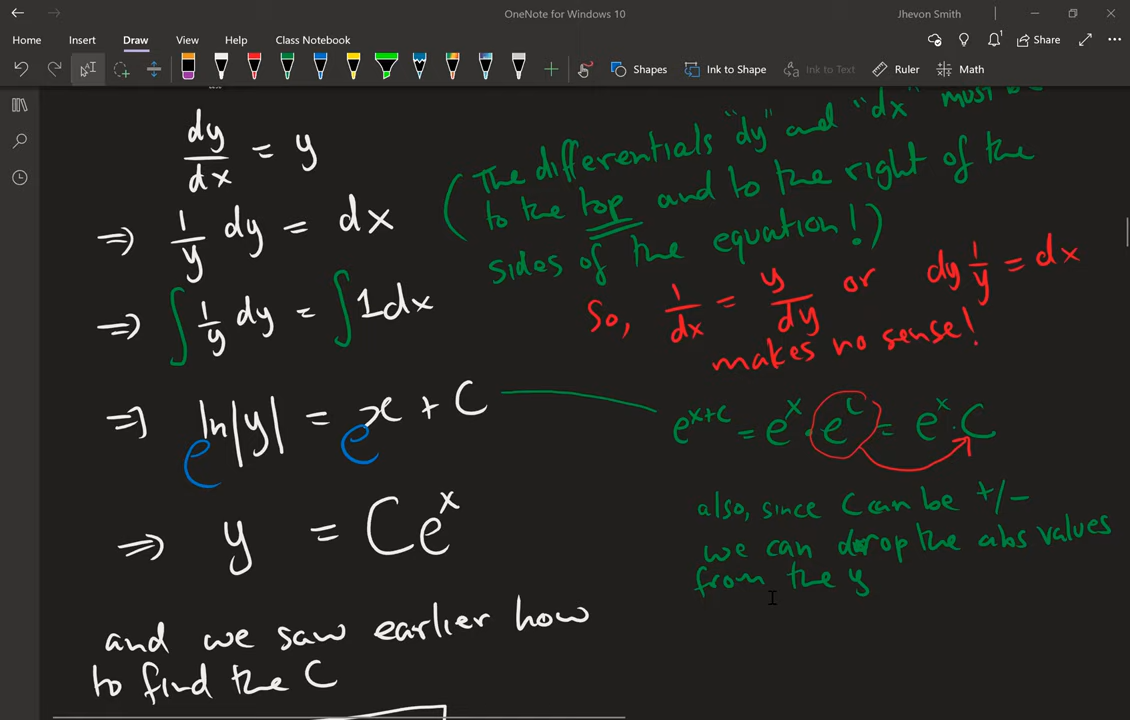 OneNote for Windows 10
Jhevon Smith
Home Insert Draw View Help Class Notebook
Share
Shapes
Ink to Shape
Ink to Text
Ruler
Math
dy/dx = y
⇒ 1/y dy = dx
⇒ ∫ 1/y dy = ∫ 1 dx
⇒ ln|y| = x + C
e e
⇒ y = Ce^x
and we saw earlier how
to find the C
(The differentials "dy" and "dx" must be
to the top and to the right of the
sides of the equation!)
So, 1/dx = y/dy or dy 1/y = dx
makes no sense!
e^{x+c} = e^x · e^c = e^x · C
also, since C can be +/-
we can drop the abs values
from the y